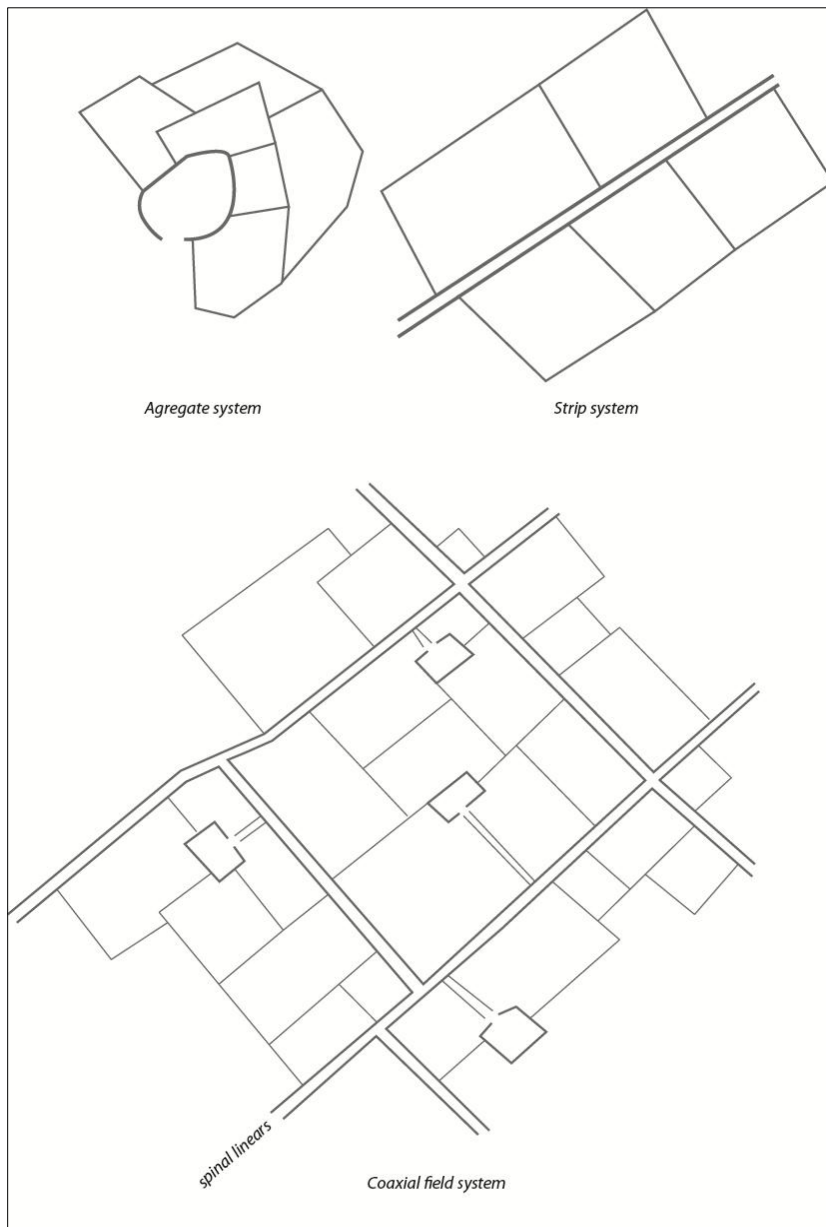 Agregate system
Strip system
spinal linears
Coaxial field system